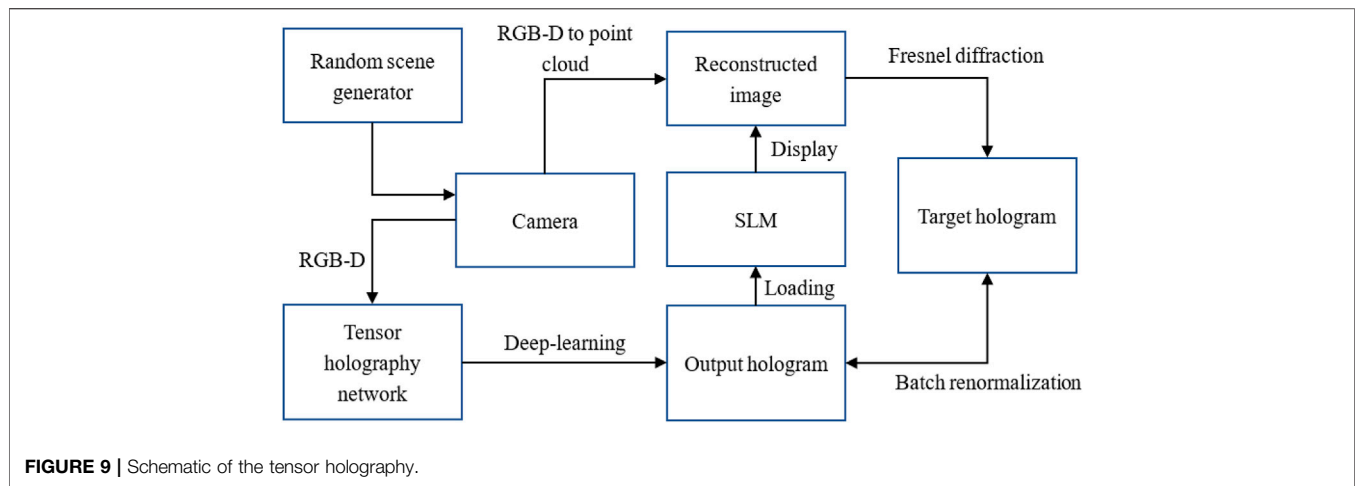 Random scene
generator
RGB-D to point
cloud
Reconstructed
image
Fresnel diffraction
Display
Camera
SLM
Target hologram
RGB-D
Loading
Tensor
holography
network
Deep-learning
Output hologram
Batch renormalization
FIGURE 9 | Schematic of the tensor holography.